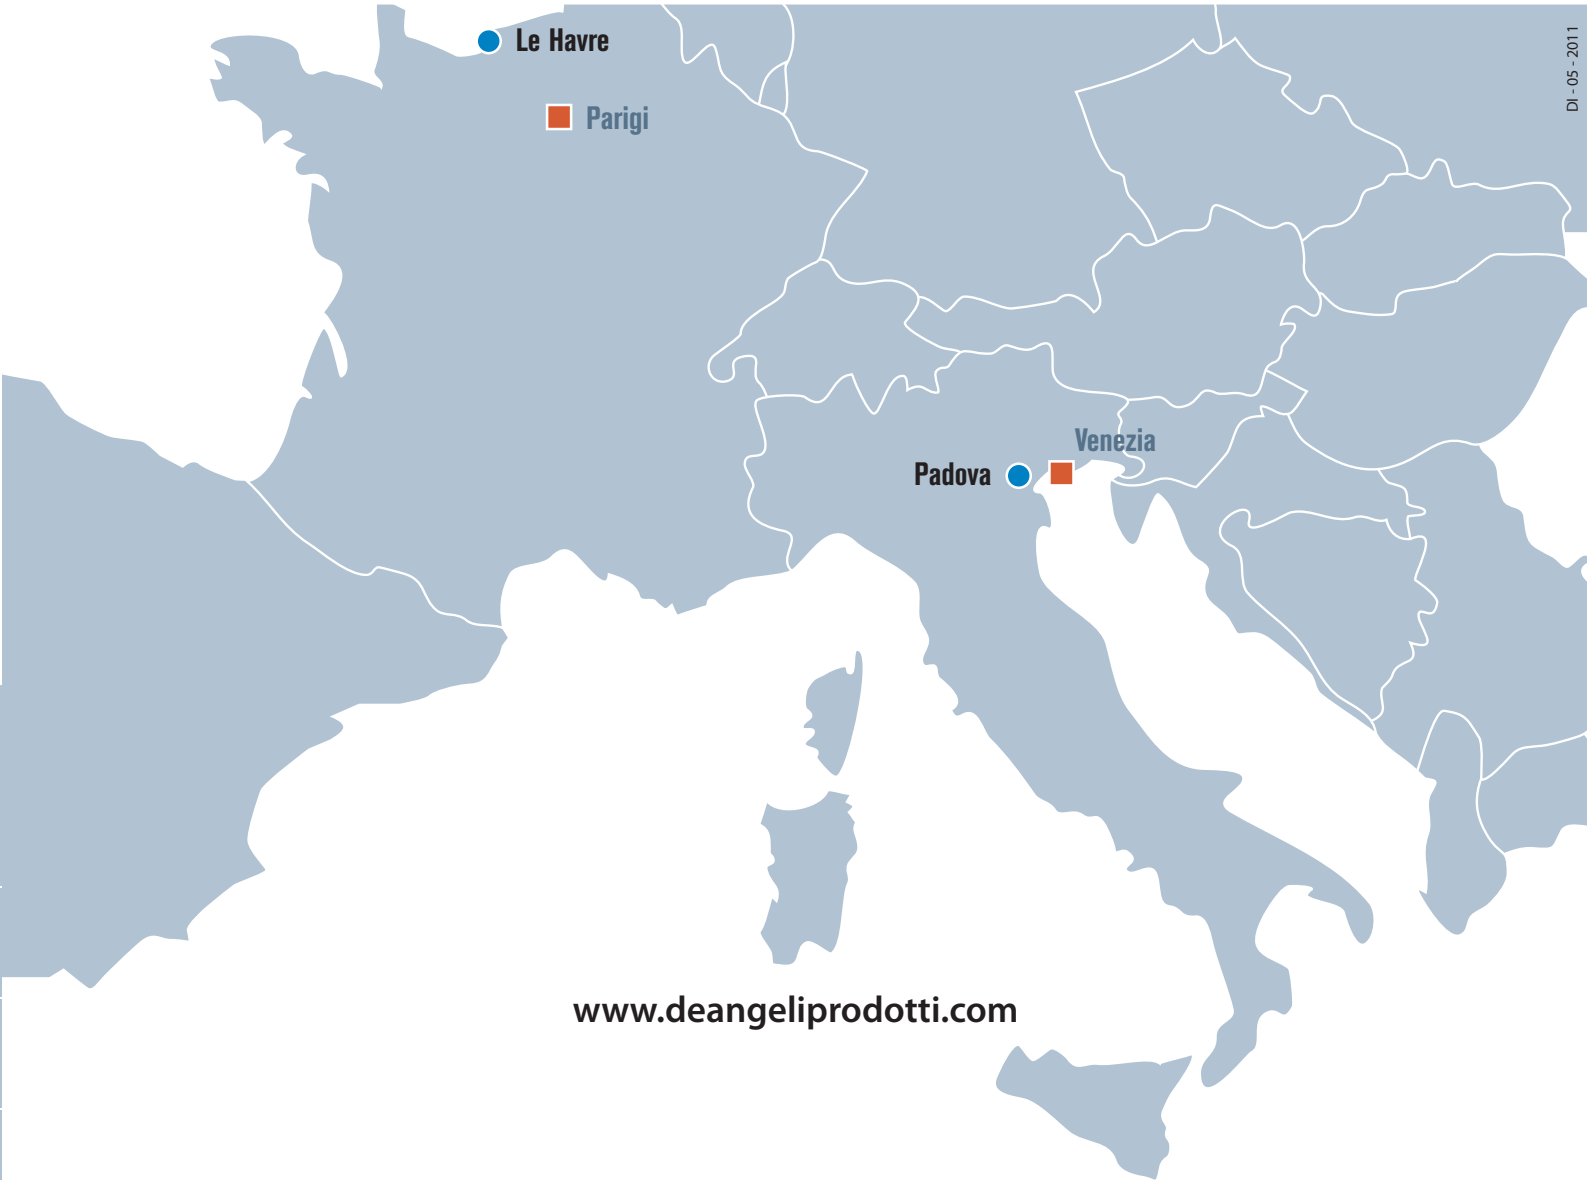 Le Havre
DI - 05 - 2011
Parigi
Venezia
Padova
www.deangeliprodotti.com